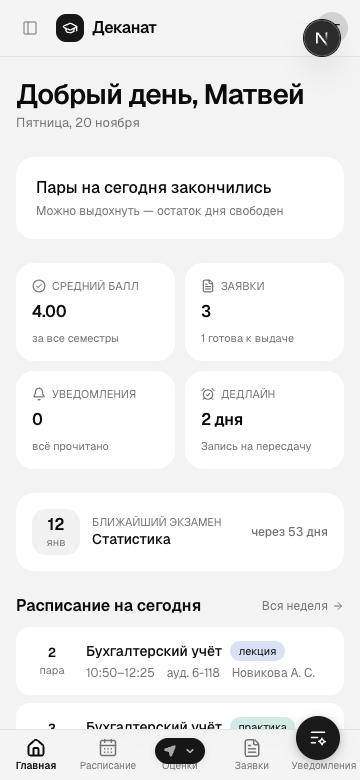 Деканат
N
Добрый день, Матвей
Пятница, 20 ноября
Пары на сегодня закончились
Можно выдохнуть — остаток дня свободен
СРЕДНИЙ БАЛЛ
4.00
за все семестры
ЗАЯВКИ
3
1 готова к выдаче
УВЕДОМЛЕНИЯ
0
всё прочитано
ДЕДЛАЙН
2 дня
Запись на пересдачу
12
янв
БЛИЖАЙШИЙ ЭКЗАМЕН
Статистика
через 53 дня
Расписание на сегодня
Вся неделя →
2
пара
Бухгалтерский учёт лекция
10:50–12:25 ауд. 6-118 Новикова А. С.
3
Бухгалтерский учёт практика
Главная
Расписание
Оценки
Заявки
Уведомления